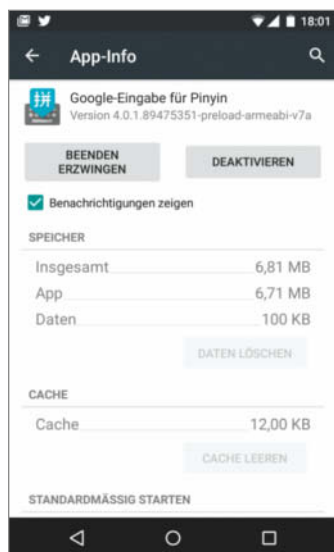 18:01
App-Info
拼
Google-Eingabe für Pinyin
Version 4.0.1.89475351-preload-armeabi-v7a
BEENDEN
ERZWINGEN
DEAKTIVIEREN
Benachrichtigungen zeigen
SPEICHER
Insgesamt 6,81 MB
App 6,71 MB
Daten 100 KB
DATEN LÖSCHEN
CACHE
Cache 12,00 KB
CACHE LEEREN
STANDARDMÄSSIG STARTEN